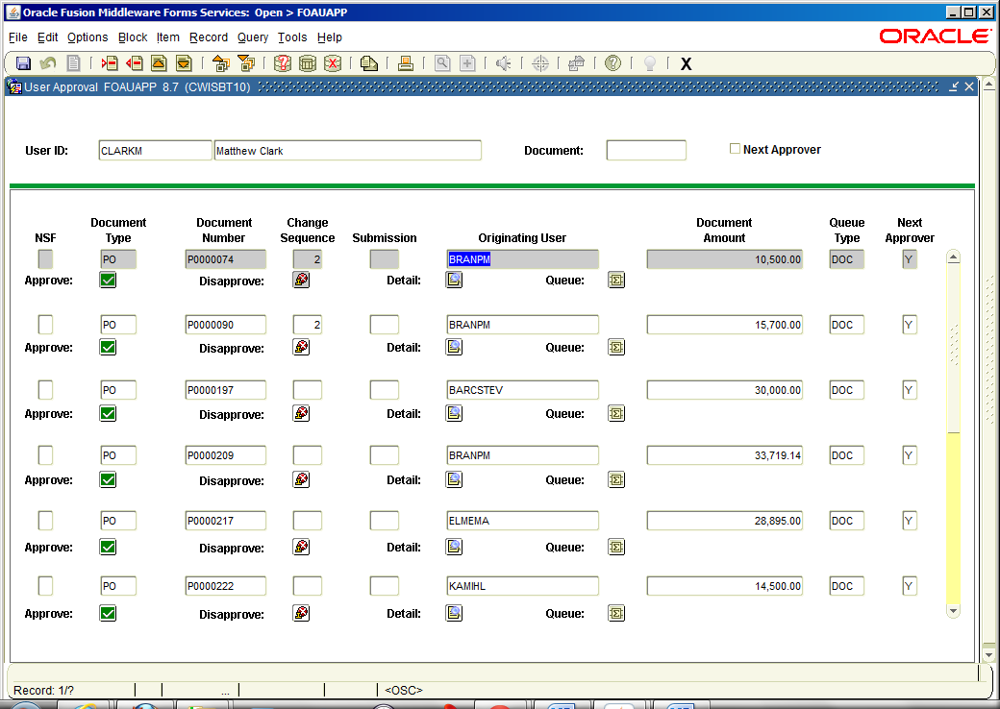 Oracle Fusion Middleware Forms Services: Open > FOAUAPP
File Edit Options Block Item Record Query Tools Help
ORACLE
X
User Approval FOAUAPP 8.7 (CWISBT10)
User ID: CLARKM Matthew Clark Document: Next Approver
Document Document Change Document Queue Next
NSF Type Number Sequence Submission Originating User Amount Type Approver
PO P0000074 2 BRANPM 10,500.00 DOC Y
Approve: Disapprove: Detail: Queue:
PO P0000090 2 BRANPM 15,700.00 DOC Y
Approve: Disapprove: Detail: Queue:
PO P0000197 BARCSTEV 30,000.00 DOC Y
Approve: Disapprove: Detail: Queue:
PO P0000209 BRANPM 33,719.14 DOC Y
Approve: Disapprove: Detail: Queue:
PO P0000217 ELMEMA 28,895.00 DOC Y
Approve: Disapprove: Detail: Queue:
PO P0000222 KAMIHL 14,500.00 DOC Y
Approve: Disapprove: Detail: Queue:
Record: 1/? ... <OSC>